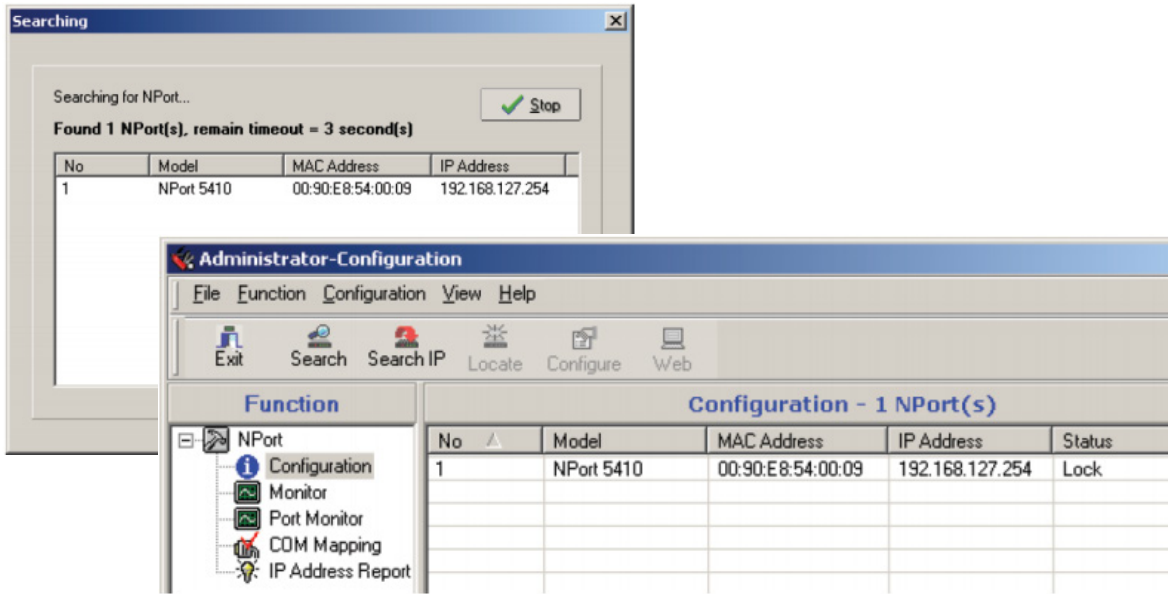 Searching
Searching for NPort...
Stop
Found 1 NPort(s), remain timeout = 3 second(s)
No Model MAC Address IP Address
1 NPort 5410 00:90:E8:54:00:09 192.168.127.254
Administrator-Configuration
File Function Configuration View Help
Exit Search Search IP Locate Configure Web
Function
Configuration - 1 NPort(s)
NPort
Configuration
Monitor
Port Monitor
COM Mapping
IP Address Report
No Model MAC Address IP Address Status
1 NPort 5410 00:90:E8:54:00:09 192.168.127.254 Lock